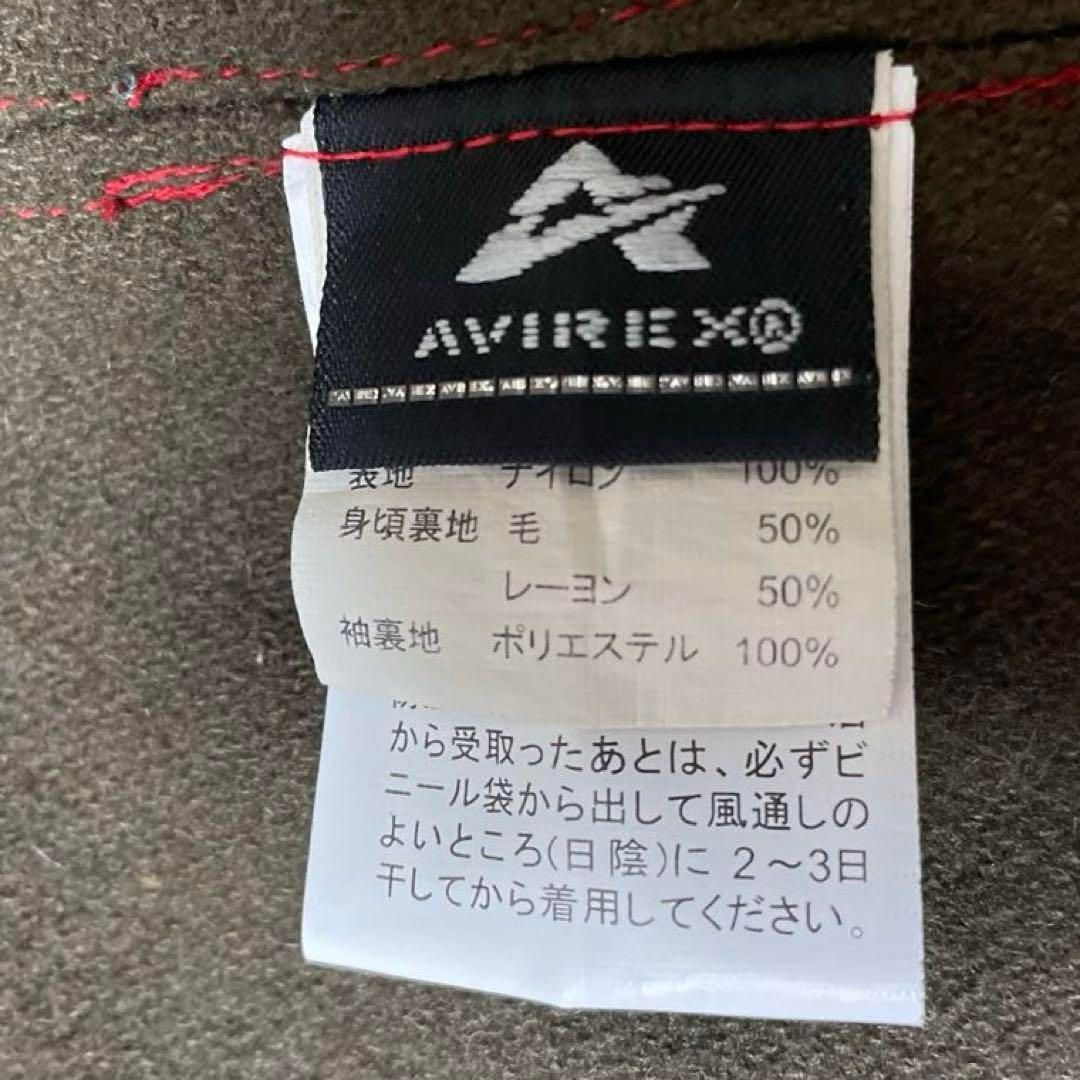 AVIREX®
表地 ナイロン 100%
身頃裏地 毛 50%
レーヨン 50%
袖裏地 ポリエステル 100%
から受取ったあとは、必ずビ
ニール袋から出して風通しの
よいところ(日陰)に 2〜3日
干してから着用してください。